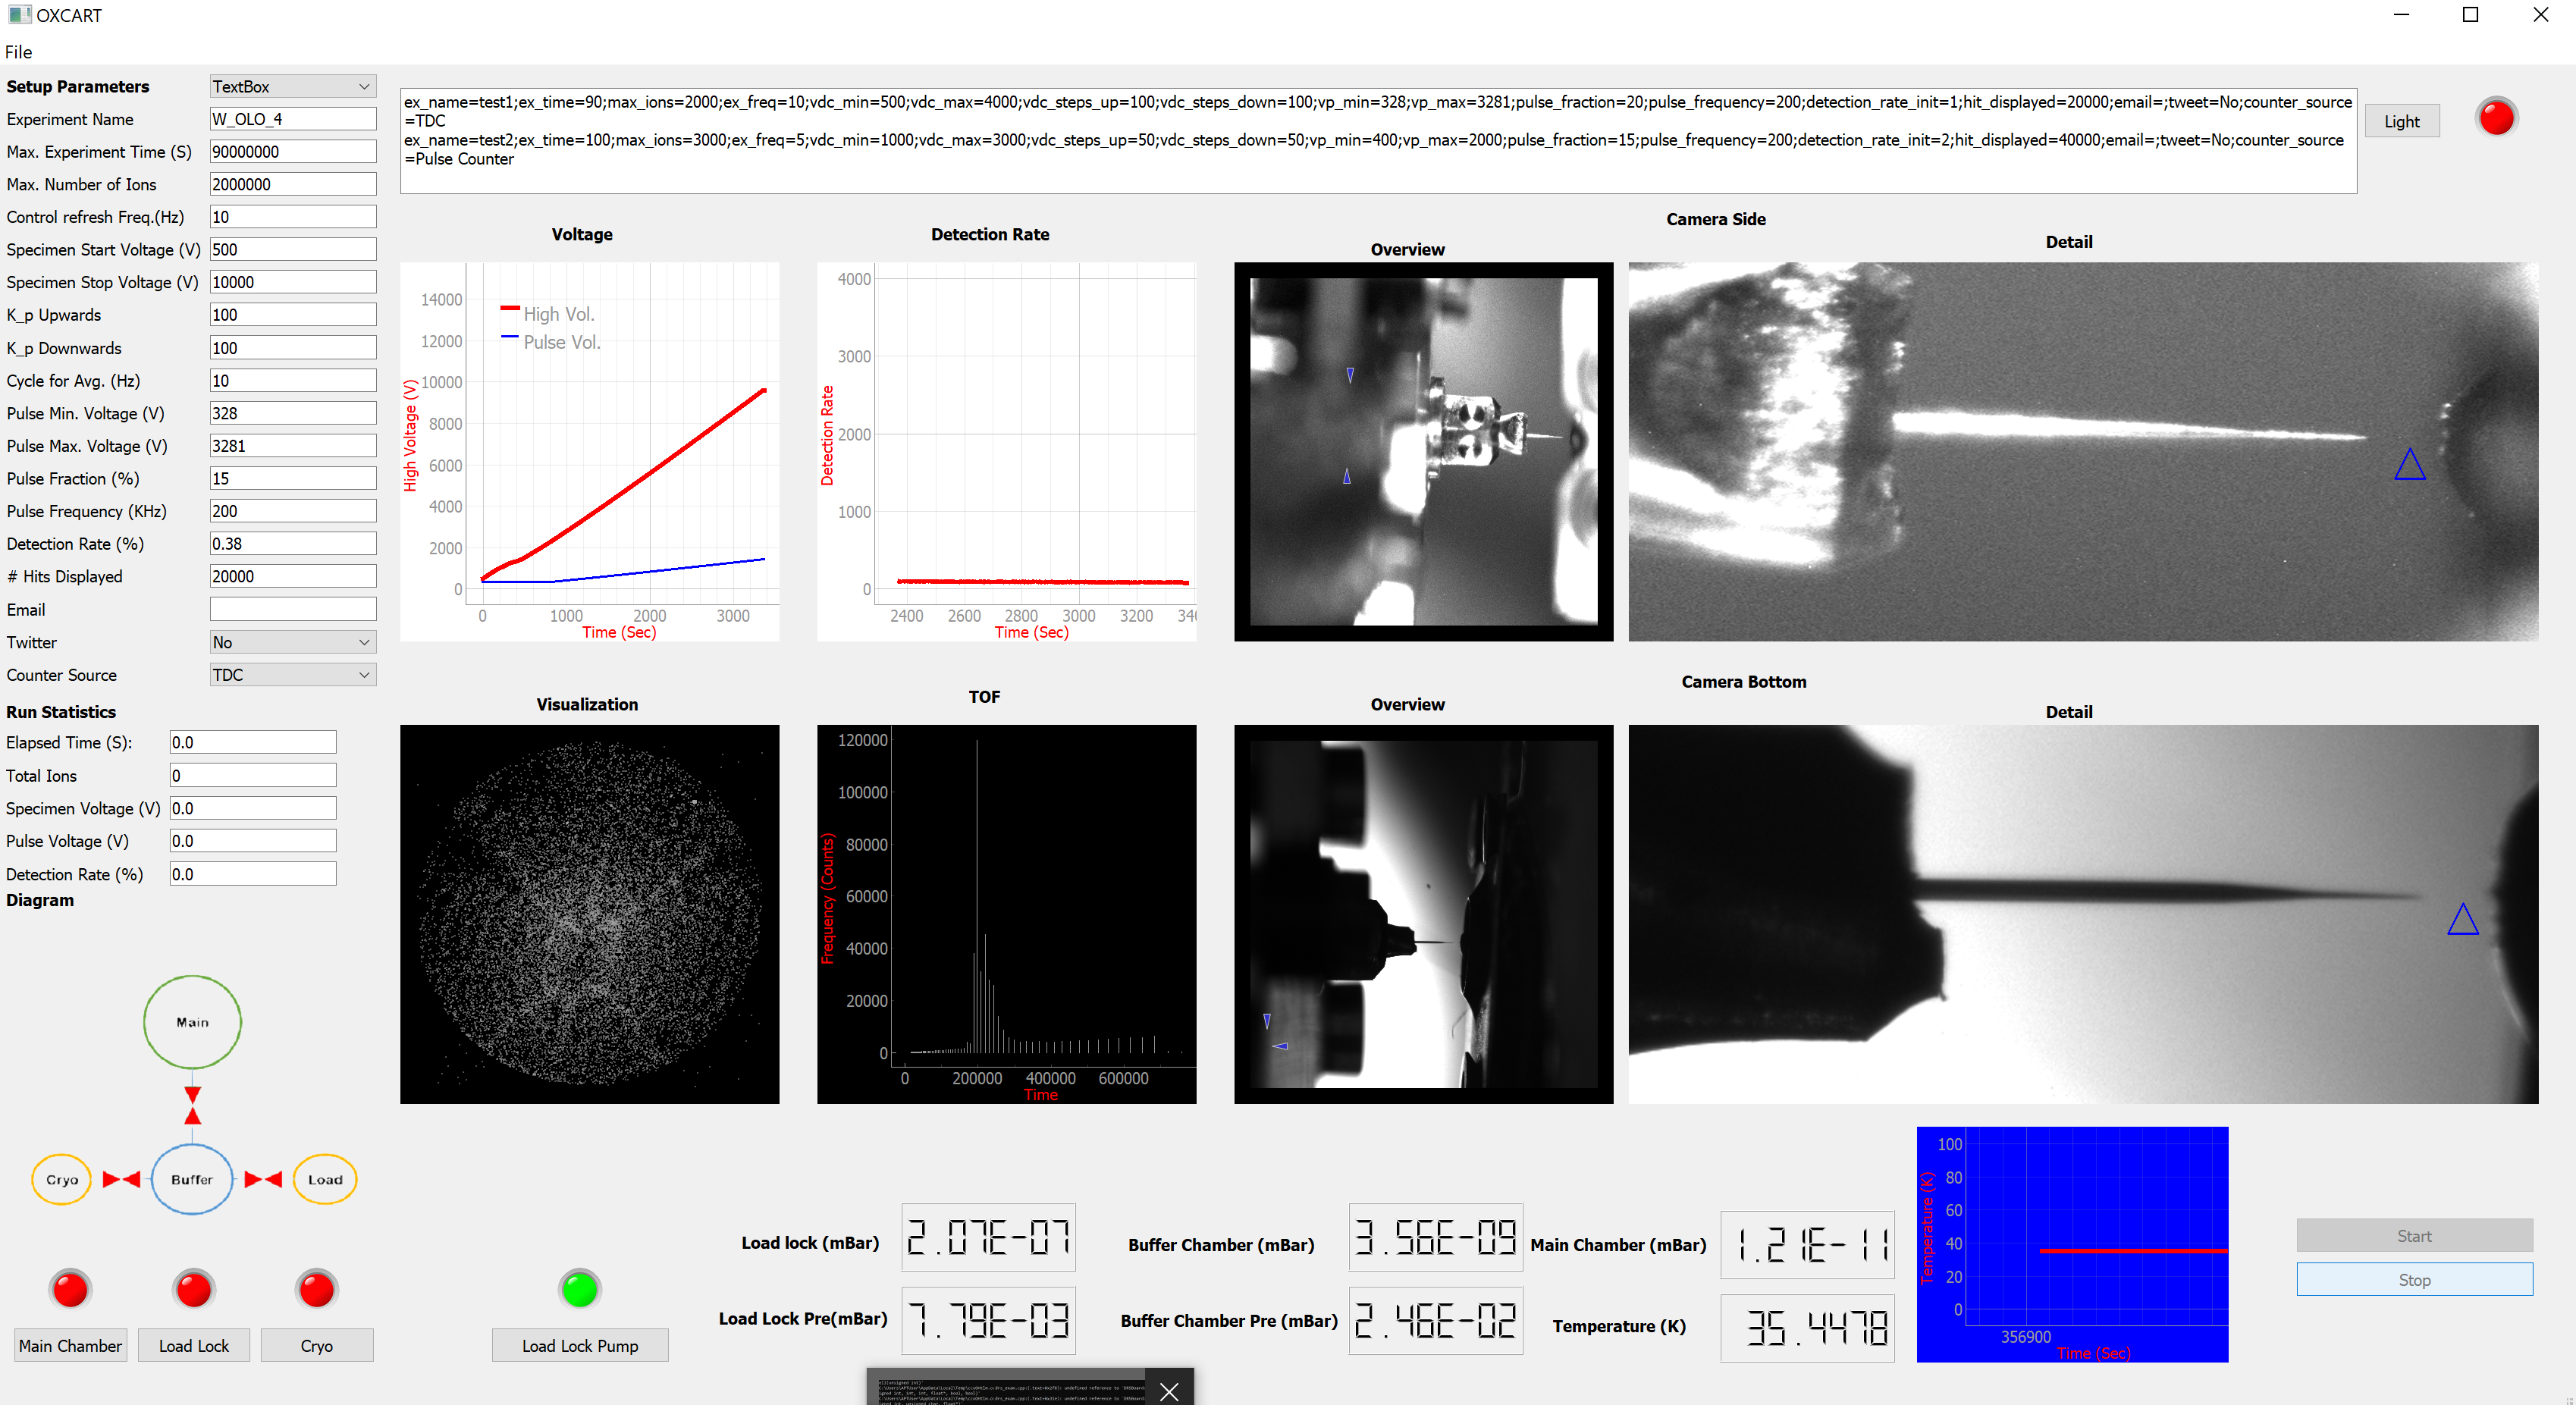 OXCART
File
Setup Parameters
TextBox
Experiment Name
W_OLO_4
Max. Experiment Time (S)
90000000
Max. Number of Ions
2000000
Control refresh Freq.(Hz)
10
Specimen Start Voltage (V)
500
Specimen Stop Voltage (V)
10000
K_p Upwards
100
K_p Downwards
100
Cycle for Avg. (Hz)
10
Pulse Min. Voltage (V)
328
Pulse Max. Voltage (V)
3281
Pulse Fraction (%)
15
Pulse Frequency (KHz)
200
Detection Rate (%)
0.38
# Hits Displayed
20000
Email
Twitter
No
Counter Source
TDC
Run Statistics
Elapsed Time (S):
0.0
Total Ions
0
Specimen Voltage (V)
0.0
Pulse Voltage (V)
0.0
Detection Rate (%)
0.0
Diagram
Main
Cryo
Buffer
Load
Main Chamber
Load Lock
Cryo
ex_name=test1;ex_time=90;max_ions=2000;ex_freq=10;vdc_min=500;vdc_max=4000;vdc_steps_up=100;vdc_steps_down=100;vp_min=328;vp_max=3281;pulse_fraction=20;pulse_frequency=200;detection_rate_init=1;hit_displayed=20000;email=;tweet=No;counter_source
=TDC
ex_name=test2;ex_time=100;max_ions=3000;ex_freq=5;vdc_min=1000;vdc_max=3000;vdc_steps_up=50;vdc_steps_down=50;vp_min=400;vp_max=2000;pulse_fraction=15;pulse_frequency=200;detection_rate_init=2;hit_displayed=40000;email=;tweet=No;counter_source
=Pulse Counter
Light
Voltage
High Voltage (V)
14000
12000
10000
8000
6000
4000
2000
0
High Vol.
Pulse Vol.
0 1000 2000 3000
Time (Sec)
Detection Rate
Detection Rate
4000
3000
2000
1000
0
2400 2600 2800 3000 3200
Time (Sec)
Camera Side
Overview
Detail
Visualization
TOF
Frequency (Counts)
120000
100000
80000
60000
40000
20000
0
0 200000 400000 600000
Time
Camera Bottom
Overview
Detail
Load Lock Pump
Load lock (mBar)
2.07E-07
Buffer Chamber (mBar)
3.56E-09
Main Chamber (mBar)
1.21E-11
Load Lock Pre(mBar)
7.79E-03
Buffer Chamber Pre (mBar)
2.46E-02
Temperature (K)
35.4478
Temperature (K)
100
80
60
40
20
0
356900
Time (Sec)
Start
Stop